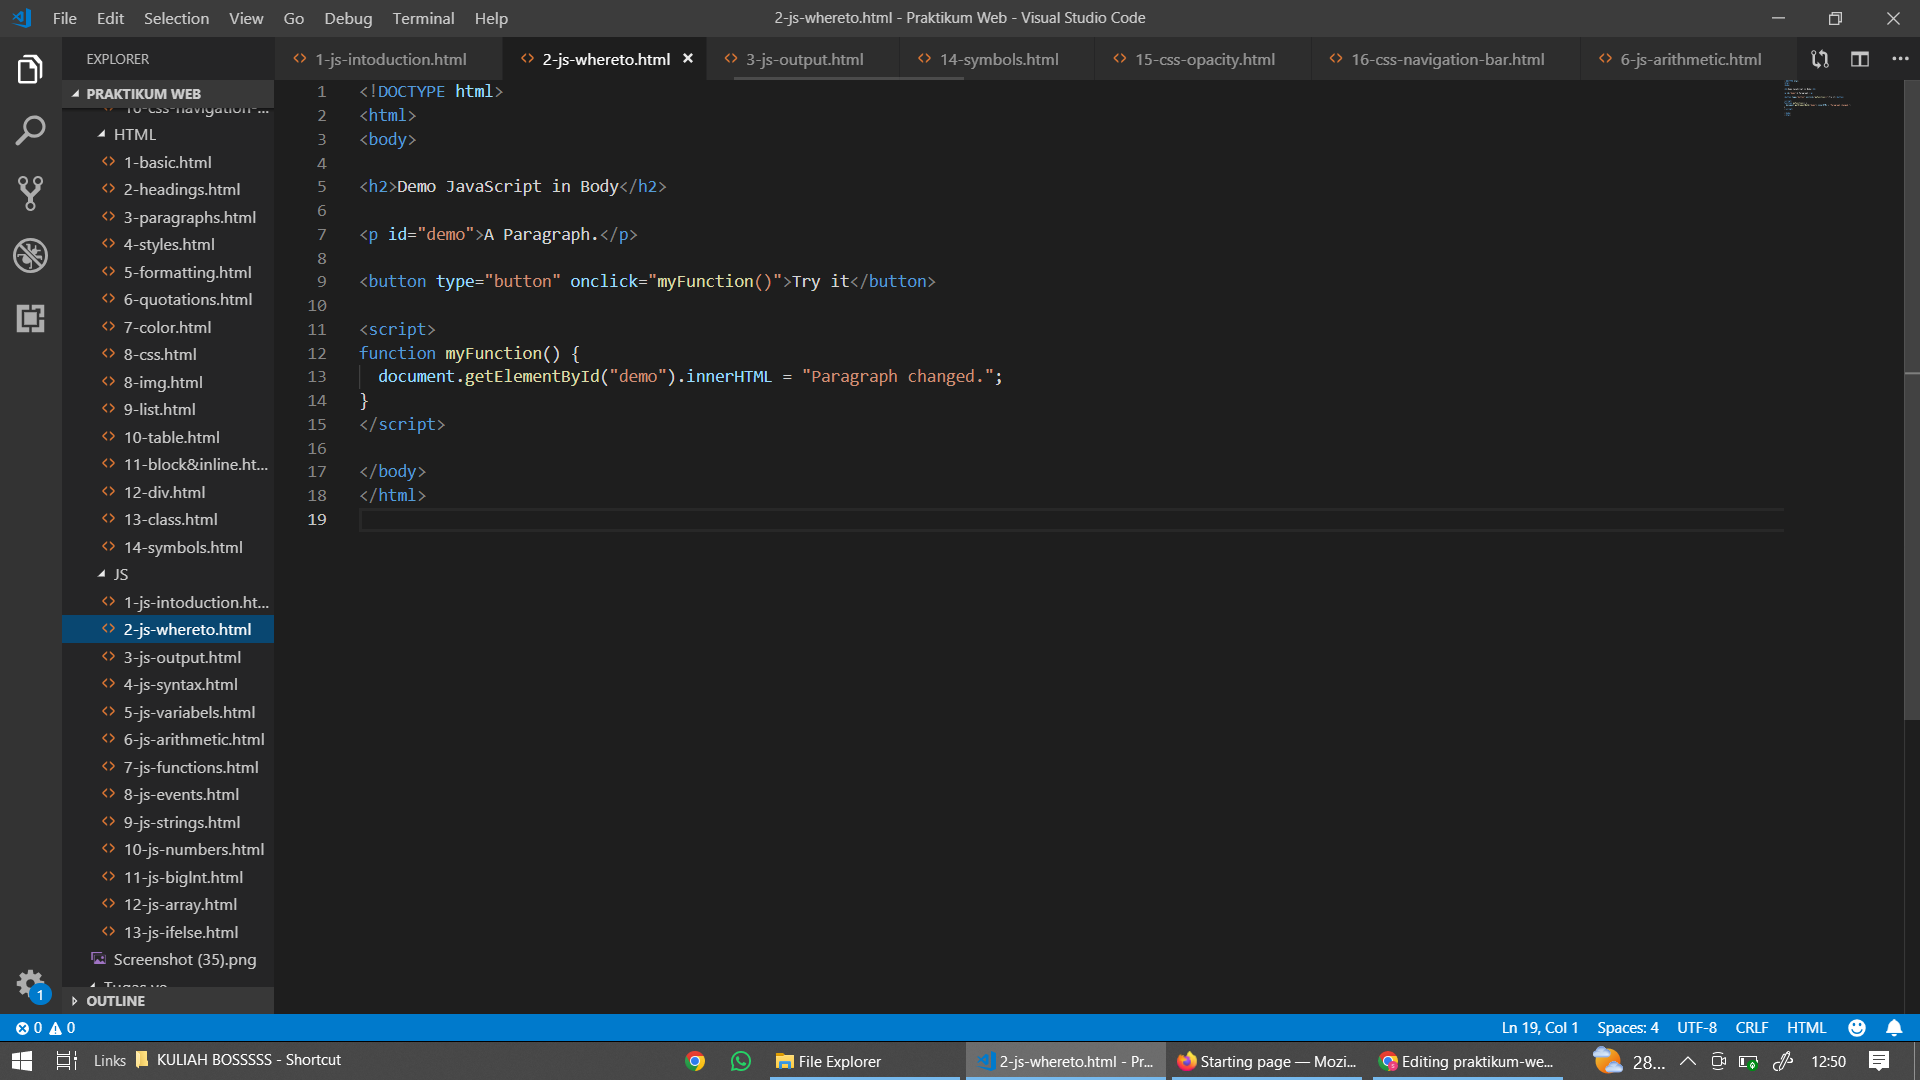 File Edit Selection View Go Debug Terminal Help
2-js-whereto.html - Praktikum Web - Visual Studio Code
EXPLORER
1-js-intoduction.html
2-js-whereto.html
3-js-output.html
14-symbols.html
15-css-opacity.html
16-css-navigation-bar.html
6-js-arithmetic.html
PRAKTIKUM WEB
16-css-navigation-...
HTML
1-basic.html
2-headings.html
3-paragraphs.html
4-styles.html
5-formatting.html
6-quotations.html
7-color.html
8-css.html
8-img.html
9-list.html
10-table.html
11-block&inline.ht...
12-div.html
13-class.html
14-symbols.html
JS
1-js-intoduction.ht...
2-js-whereto.html
3-js-output.html
4-js-syntax.html
5-js-variabels.html
6-js-arithmetic.html
7-js-functions.html
8-js-events.html
9-js-strings.html
10-js-numbers.html
11-js-bigInt.html
12-js-array.html
13-js-ifelse.html
Screenshot (35).png
OUTLINE
1 <!DOCTYPE html>
2 <html>
3 <body>
4
5 <h2>Demo JavaScript in Body</h2>
6
7 <p id="demo">A Paragraph.</p>
8
9 <button type="button" onclick="myFunction()">Try it</button>
10
11 <script>
12 function myFunction() {
13 document.getElementById("demo").innerHTML = "Paragraph changed.";
14 }
15 </script>
16
17 </body>
18 </html>
19
1
0 0
Ln 19, Col 1 Spaces: 4 UTF-8 CRLF HTML
Links KULIAH BOSSSSS - Shortcut
File Explorer
2-js-whereto.html - Pr...
Starting page — Mozi...
Editing praktikum-we...
28...
12:50